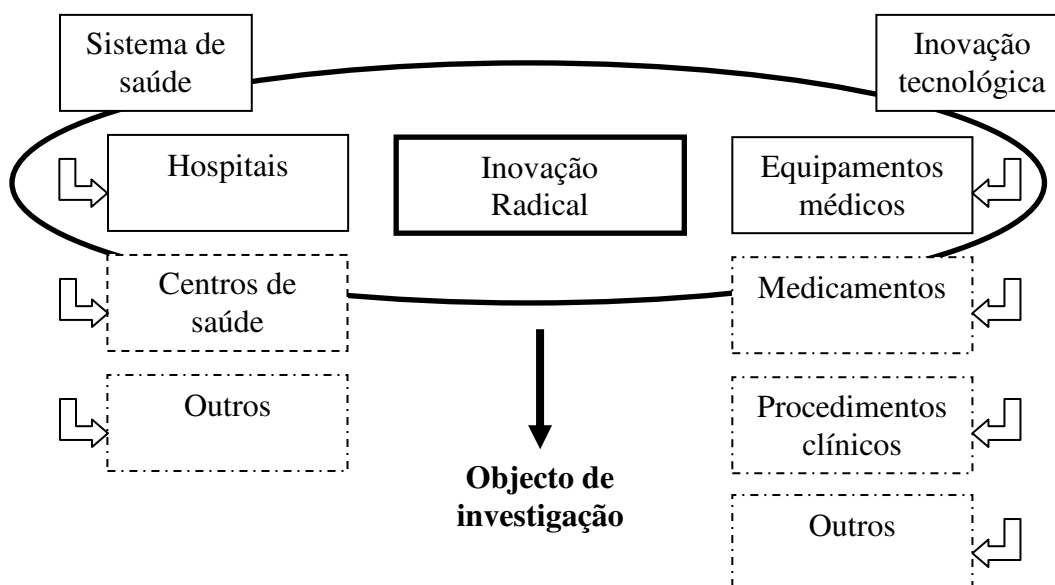 Sistema de
saúde
Inovação
tecnológica
Hospitais
Inovação
Radical
Equipamentos
médicos
Centros de
saúde
Medicamentos
Outros
Procedimentos
clínicos
Objecto de
investigação
Outros